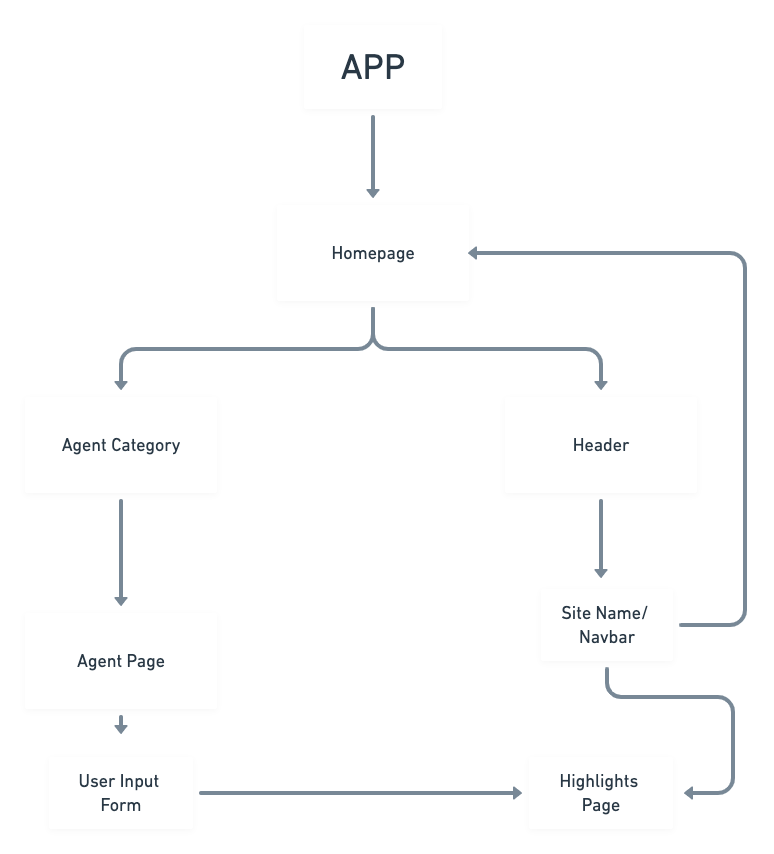 APP
Homepage
Agent Category
Header
Site Name/
Navbar
Agent Page
User Input
Form
Highlights
Page